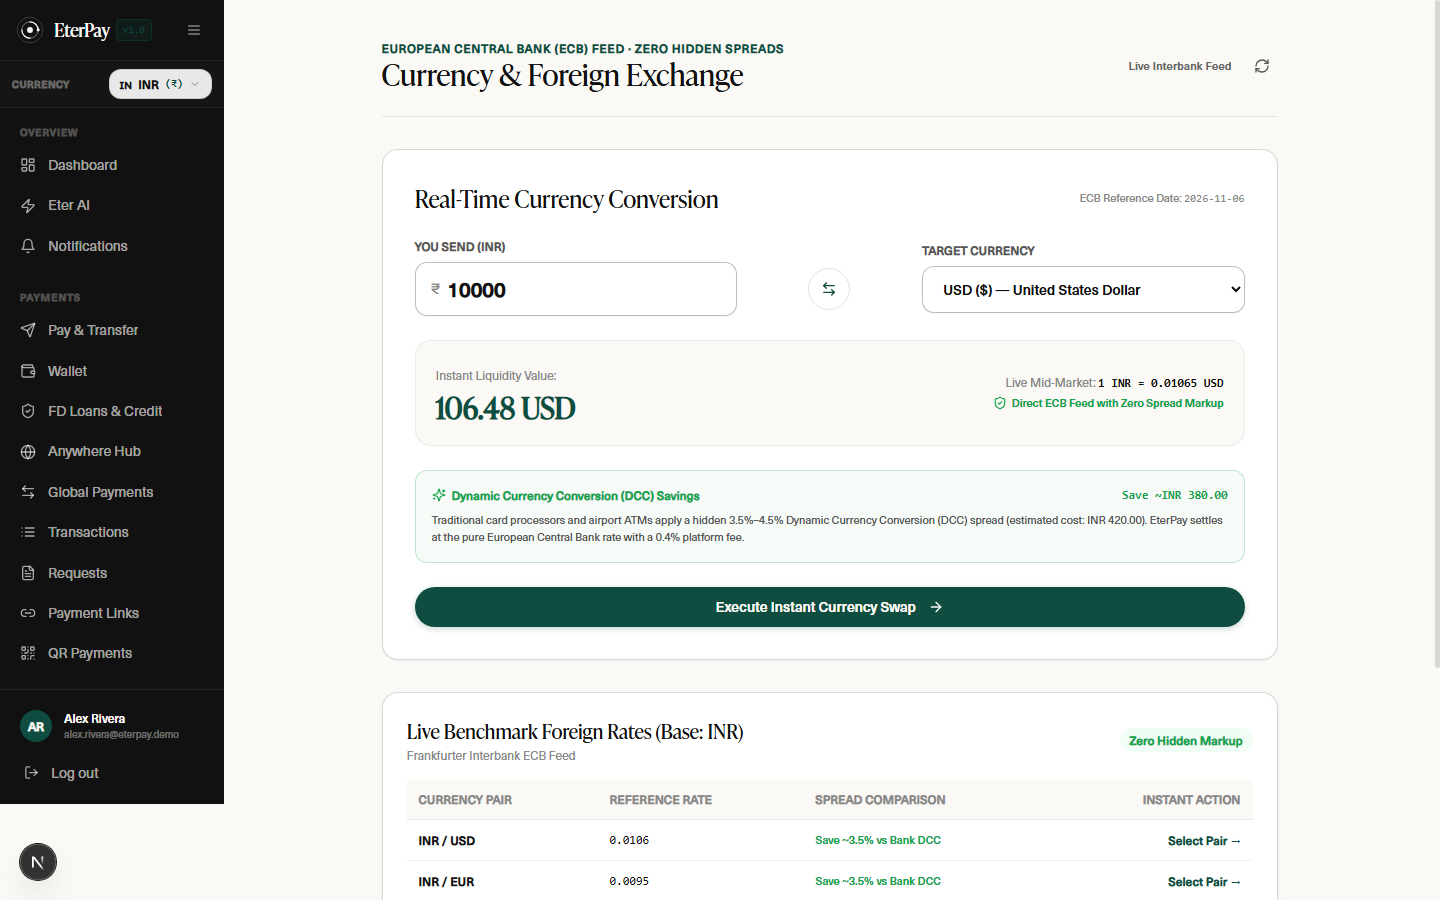 EterPay v1.0
CURRENCY IN INR (₹)
OVERVIEW
Dashboard
Eter AI
Notifications
PAYMENTS
Pay & Transfer
Wallet
FD Loans & Credit
Anywhere Hub
Global Payments
Transactions
Requests
Payment Links
QR Payments
AR Alex Rivera
alex.rivera@eterpay.demo
Log out
N
EUROPEAN CENTRAL BANK (ECB) FEED · ZERO HIDDEN SPREADS
Currency & Foreign Exchange
Live Interbank Feed
Real-Time Currency Conversion
ECB Reference Date: 2026-11-06
YOU SEND (INR)
₹ 10000
TARGET CURRENCY
USD ($) — United States Dollar
Instant Liquidity Value:
106.48 USD
Live Mid-Market: 1 INR = 0.01065 USD
Direct ECB Feed with Zero Spread Markup
Dynamic Currency Conversion (DCC) Savings
Save ~INR 380.00
Traditional card processors and airport ATMs apply a hidden 3.5%–4.5% Dynamic Currency Conversion (DCC) spread (estimated cost: INR 420.00). EterPay settles
at the pure European Central Bank rate with a 0.4% platform fee.
Execute Instant Currency Swap →
Live Benchmark Foreign Rates (Base: INR)
Frankfurter Interbank ECB Feed
Zero Hidden Markup
CURRENCY PAIR REFERENCE RATE SPREAD COMPARISON INSTANT ACTION
INR / USD 0.0106 Save ~3.5% vs Bank DCC Select Pair →
INR / EUR 0.0095 Save ~3.5% vs Bank DCC Select Pair →